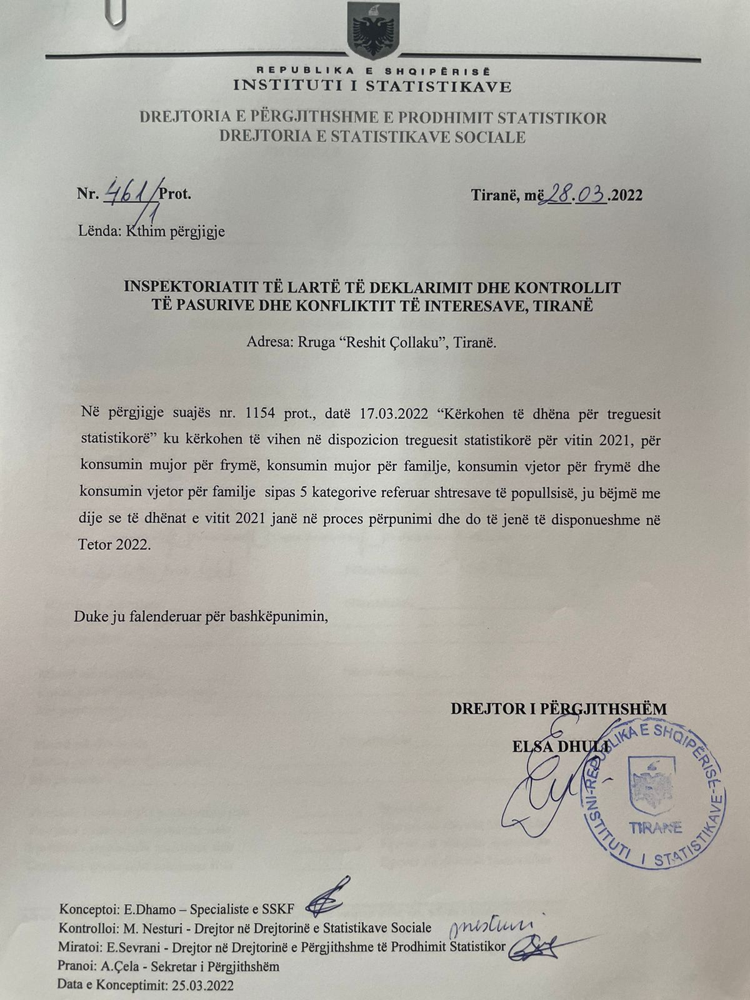 REPUBLIKA E SHQIPËRISË
INSTITUTI I STATISTIKAVE
DREJTORIA E PËRGJITHSHME E PRODHIMIT STATISTIKOR
DREJTORIA E STATISTIKAVE SOCIALE
Nr. 461/1 Prot. Tiranë, më 28.03.2022
Lënda: Kthim përgjigje
INSPEKTORIATIT TË LARTË TË DEKLARIMIT DHE KONTROLLIT
TË PASURIVE DHE KONFLIKTIT TË INTERESAVE, TIRANË
Adresa: Rruga “Reshit Çollaku”, Tiranë.
Në përgjigje suajës nr. 1154 prot., datë 17.03.2022 “Kërkohen të dhëna për treguesit
statistikorë” ku kërkohen të vihen në dispozicion treguesit statistikorë për vitin 2021, për
konsumin mujor për frymë, konsumin mujor për familje, konsumin vjetor për frymë dhe
konsumin vjetor për familje sipas 5 kategorive referuar shtresave të popullsisë, ju bëjmë me
dije se të dhënat e vitit 2021 janë në proces përpunimi dhe do të jenë të disponueshme në
Tetor 2022.
Duke ju falenderuar për bashkëpunimin,
DREJTOR I PËRGJITHSHËM
ELSA DHULI
REPUBLIKA E SHQIPËRISË-
INSTITUTI I STATISTIKAVE-
TIRANE
Konceptoi: E.Dhamo – Specialiste e SSKF
Kontrolloi: M. Nesturi - Drejtor në Drejtorinë e Statistikave Sociale mnesturi
Miratoi: E.Sevrani - Drejtor në Drejtorinë e Përgjithshme të Prodhimit Statistikor
Pranoi: A.Çela - Sekretar i Përgjithshëm
Data e Konceptimit: 25.03.2022